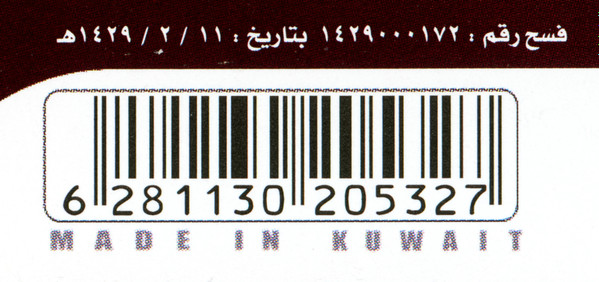 فسح رقم : ١٤٢٩٠٠٠١٧٢ بتاريخ : ١١ / ٢ / ١٤٢٩هـ
6 281130 205327
MADE IN KUWAIT